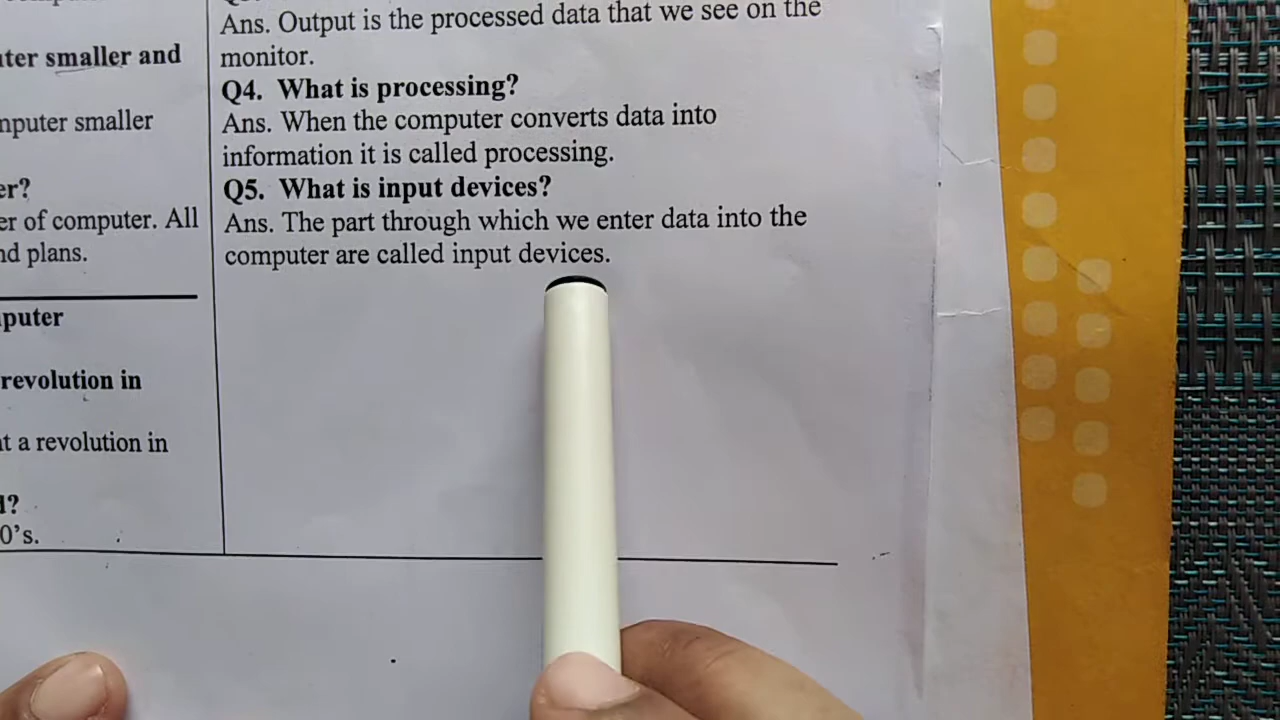 ter smaller and
mputer smaller
er?
er of computer. All
nd plans.
puter
revolution in
t a revolution in
d?
0's.
Ans. Output is the processed data that we see on the
monitor.
Q4. What is processing?
Ans. When the computer converts data into
information it is called processing.
Q5. What is input devices?
Ans. The part through which we enter data into the
computer are called input devices.